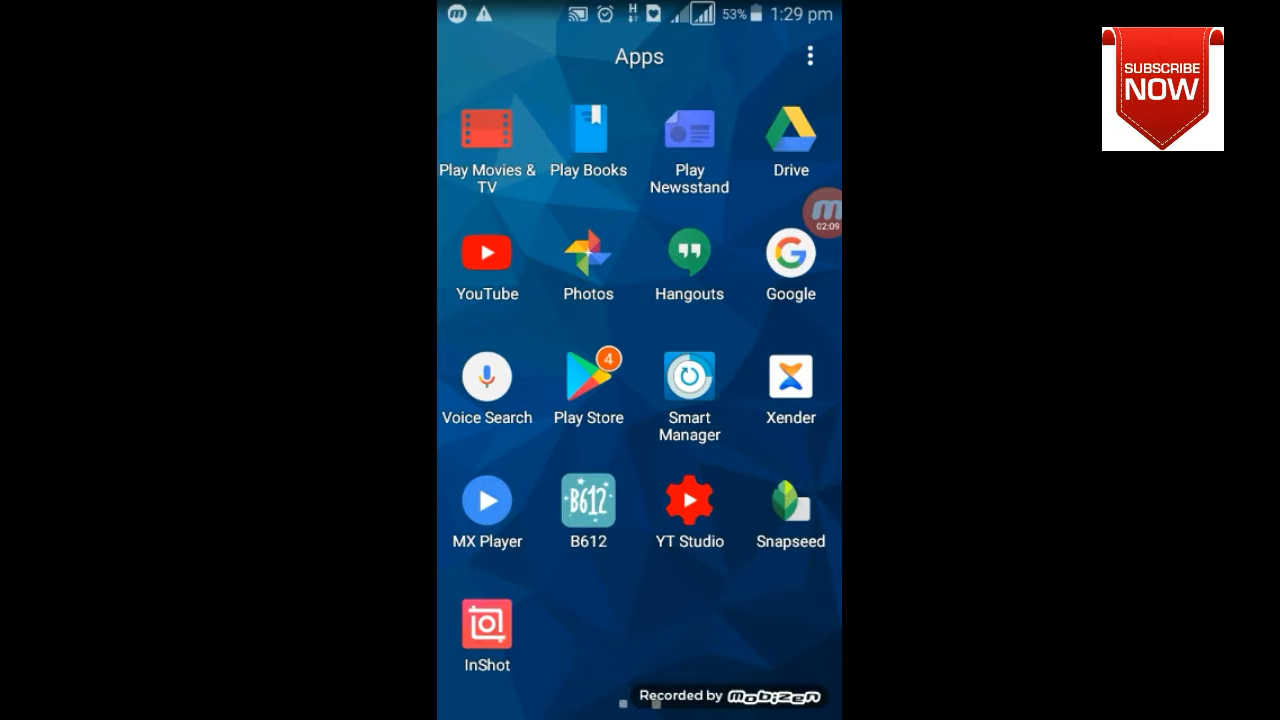 53% 1:29 pm
Apps
SUBSCRIBE
NOW
Play Movies &
TV
Play Books
Play
Newsstand
Drive
02:09
YouTube
Photos
Hangouts
Google
4
Voice Search
Play Store
Smart
Manager
Xender
B612
MX Player
B612
YT Studio
Snapseed
InShot
Recorded by mobizen